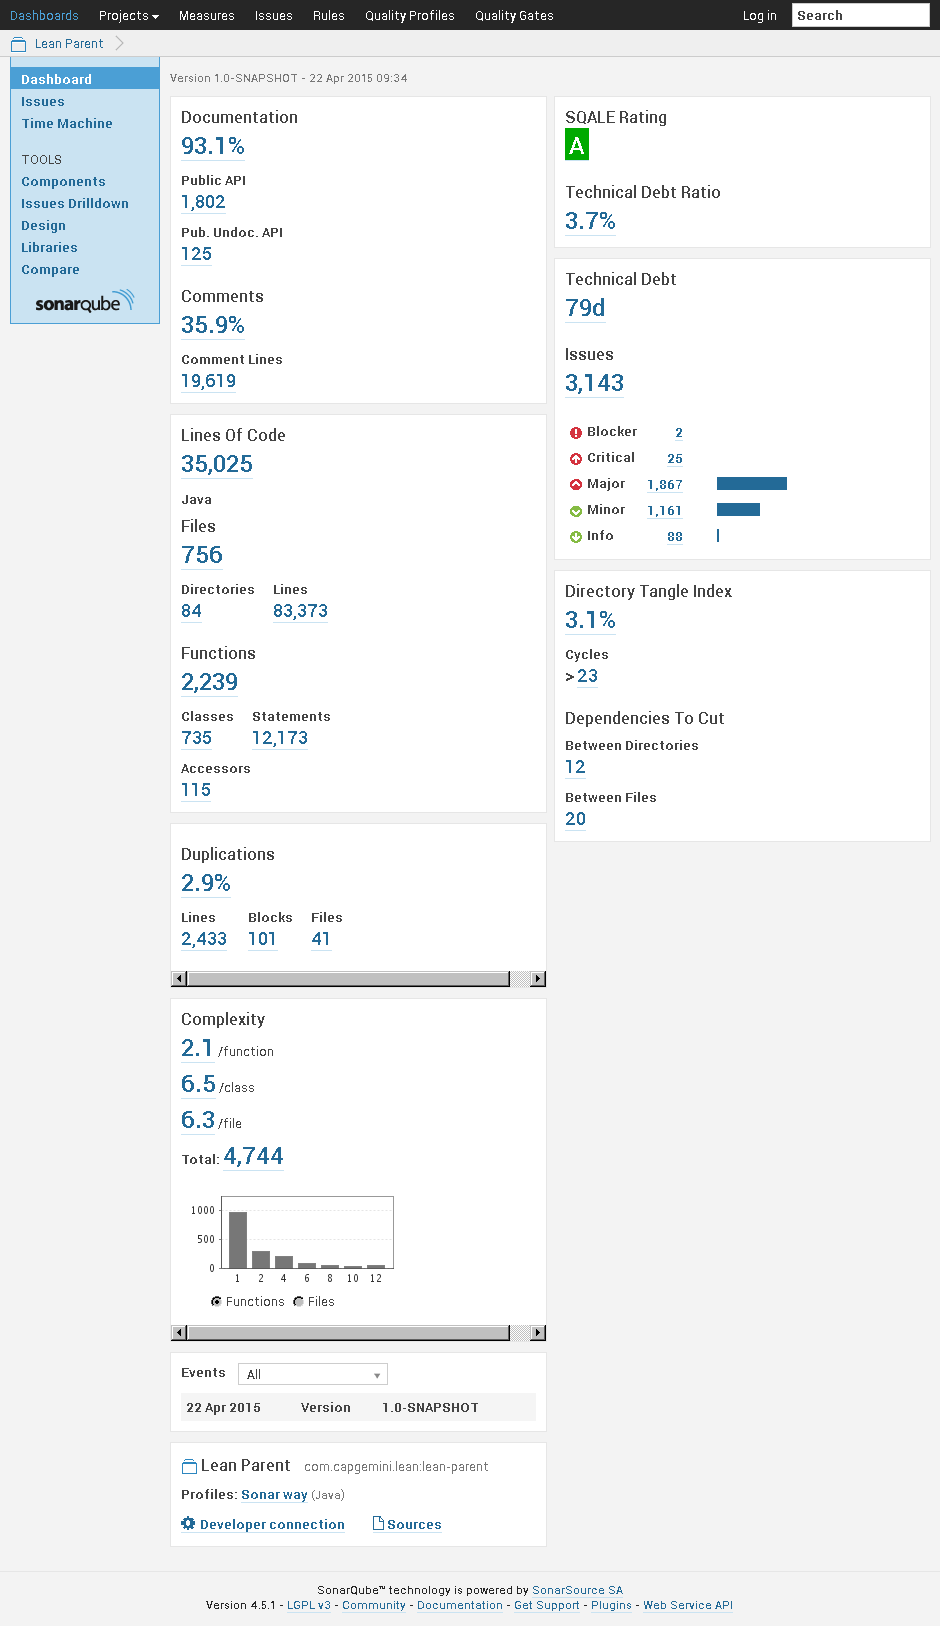 Dashboards Projects Measures Issues Rules Quality Profiles Quality Gates Log in Search
Lean Parent
Dashboard
Issues
Time Machine
TOOLS
Components
Issues Drilldown
Design
Libraries
Compare
sonarqube
Version 1.0-SNAPSHOT - 22 Apr 2015 09:34
Documentation
93.1%
Public API
1,802
Pub. Undoc. API
125
Comments
35.9%
Comment Lines
19,619
Lines Of Code
35,025
Java
Files
756
Directories Lines
84 83,373
Functions
2,239
Classes Statements
735 12,173
Accessors
115
Duplications
2.9%
Lines Blocks Files
2,433 101 41
Complexity
2.1 /function
6.5 /class
6.3 /file
Total: 4,744
1000
500
0
1 2 4 6 8 10 12
Functions Files
Events All
22 Apr 2015 Version 1.0-SNAPSHOT
Lean Parent com.capgemini.lean:lean-parent
Profiles: Sonar way (Java)
Developer connection Sources
SQALE Rating
A
Technical Debt Ratio
3.7%
Technical Debt
79d
Issues
3,143
Blocker 2
Critical 25
Major 1,867
Minor 1,161
Info 88
Directory Tangle Index
3.1%
Cycles
> 23
Dependencies To Cut
Between Directories
12
Between Files
20
SonarQube™ technology is powered by SonarSource SA
Version 4.5.1 - LGPL v3 - Community - Documentation - Get Support - Plugins - Web Service API